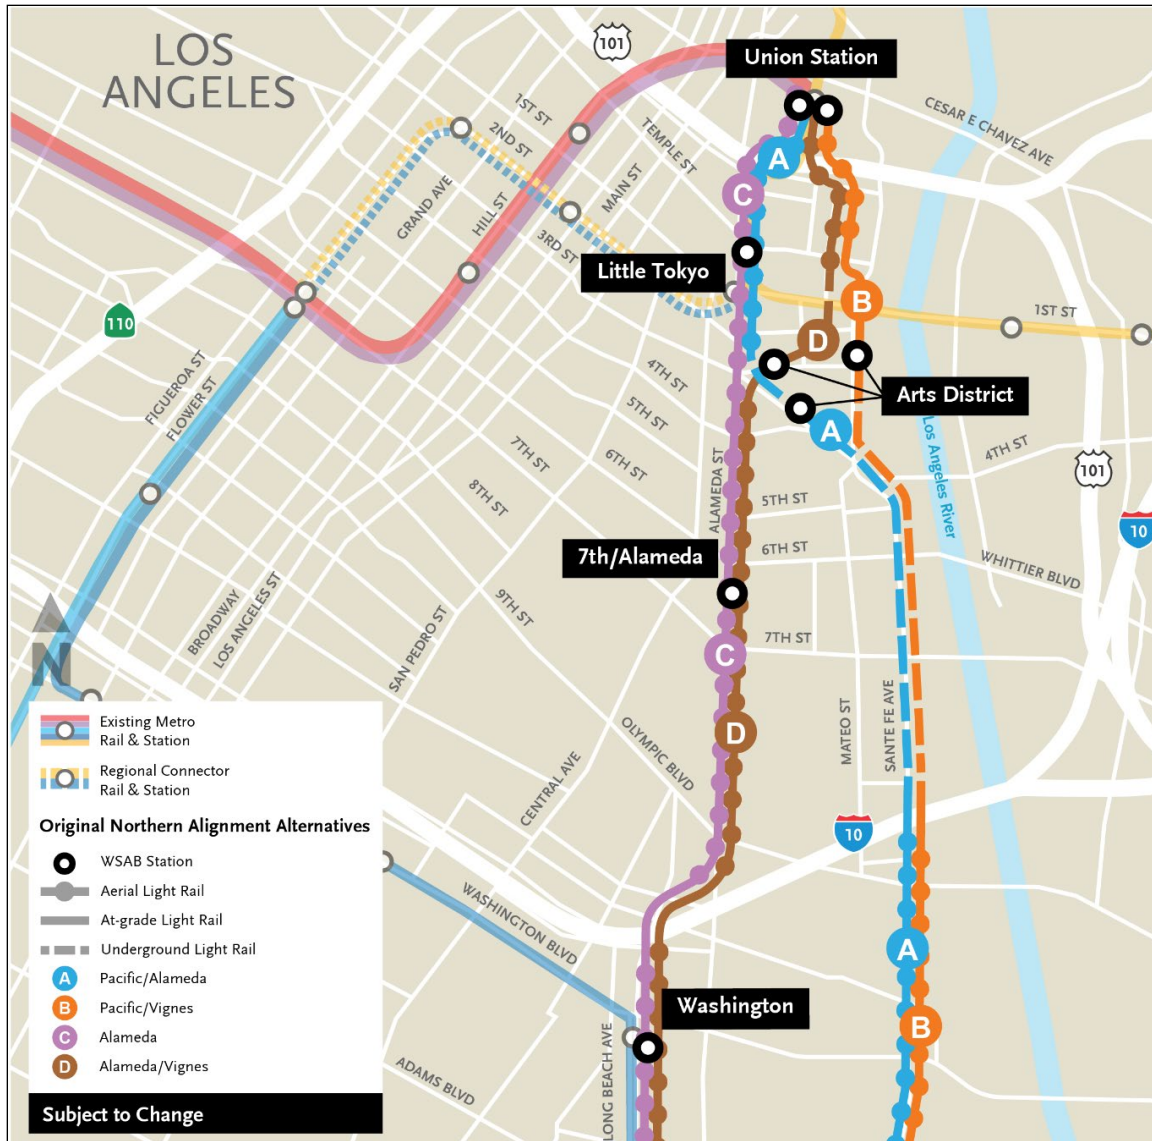 LOS
ANGELES
101
Union Station
CESAR E CHAVEZ AVE
1ST ST
2ND ST
TEMPLE ST
MAIN ST
GRAND AVE
HILL ST
3RD ST
A
C
Little Tokyo
B
1ST ST
110
D
FIGUEROA ST
FLOWER ST
4TH ST
Arts District
5TH ST
A
Los Angeles River
4TH ST
7TH ST
6TH ST
ALAMEDA ST
101
8TH ST
5TH ST
10
7th/Alameda
6TH ST
WHITTIER BLVD
9TH ST
BROADWAY
LOS ANGELES ST
SAN PEDRO ST
7TH ST
C
N
OLYMPIC BLVD
D
MATEO ST
SANTE FE AVE
CENTRAL AVE
10
WASHINGTON BLVD
A
Washington
B
LONG BEACH AVE
ADAMS BLVD
Existing Metro
Rail & Station
Regional Connector
Rail & Station
Original Northern Alignment Alternatives
WSAB Station
Aerial Light Rail
At-grade Light Rail
Underground Light Rail
A Pacific/Alameda
B Pacific/Vignes
C Alameda
D Alameda/Vignes
Subject to Change